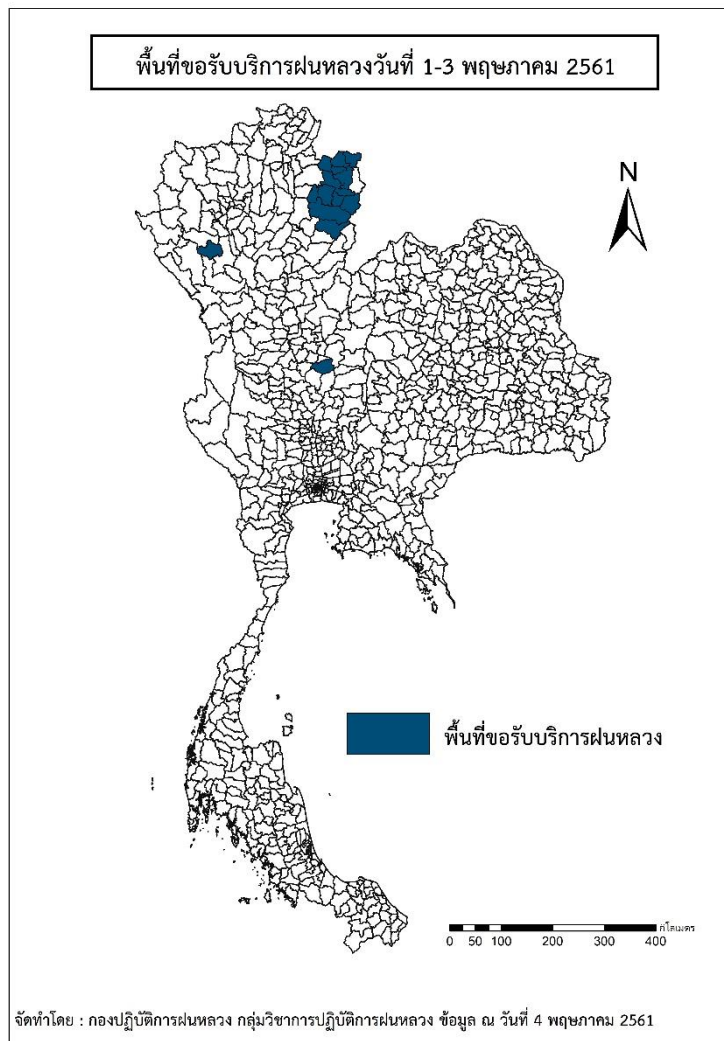 พื้นที่ขอรับบริการฝนหลวงวันที่ 1-3 พฤษภาคม 2561
N
พื้นที่ขอรับบริการฝนหลวง
กิโลเมตร
0 50 100 200 300 400
จัดทำโดย : กองปฏิบัติการฝนหลวง กลุ่มวิชาการปฏิบัติการฝนหลวง ข้อมูล ณ วันที่ 4 พฤษภาคม 2561